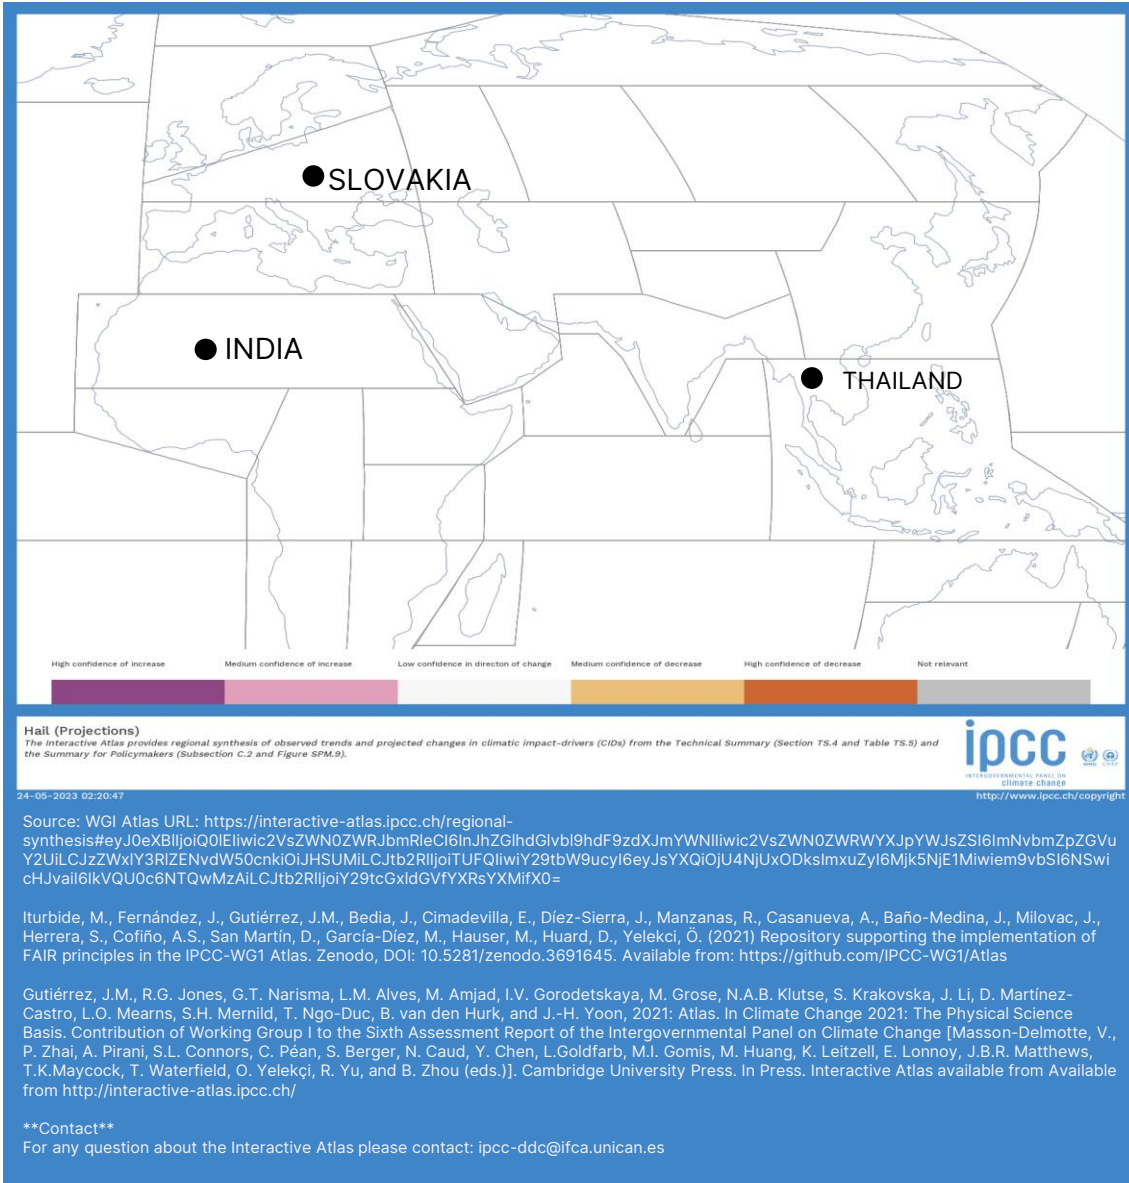 SLOVAKIA
INDIA
THAILAND
High confidence of increase
Medium confidence of increase
Low confidence in directon of change
Medium confidence of decrease
High confidence of decrease
Not relevant
Hail (Projections)
The Interactive Atlas provides regional synthesis of observed trends and projected changes in climatic impact-drivers (CIDs) from the Technical Summary (Section TS.4 and Table TS.5) and
the Summary for Policymakers (Subsection C.2 and Figure SPM.9).
ipcc
INTERGOVERNMENTAL PANEL ON
climate change
WMO
UNEP
24-05-2023 02:20:47
http://www.ipcc.ch/copyright
Source: WGI Atlas URL: https://interactive-atlas.ipcc.ch/regional-
Iturbide, M., Fernández, J., Gutiérrez, J.M., Bedia, J., Cimadevilla, E., Díez-Sierra, J., Manzanas, R., Casanueva, A., Baño-Medina, J., Milovac, J.,
Herrera, S., Cofiño, A.S., San Martín, D., García-Díez, M., Hauser, M., Huard, D., Yelekci, Ö. (2021) Repository supporting the implementation of
FAIR principles in the IPCC-WG1 Atlas. Zenodo, DOI: 10.5281/zenodo.3691645. Available from: https://github.com/IPCC-WG1/Atlas
Gutiérrez, J.M., R.G. Jones, G.T. Narisma, L.M. Alves, M. Amjad, I.V. Gorodetskaya, M. Grose, N.A.B. Klutse, S. Krakovska, J. Li, D. Martínez-
Castro, L.O. Mearns, S.H. Mernild, T. Ngo-Duc, B. van den Hurk, and J.-H. Yoon, 2021: Atlas. In Climate Change 2021: The Physical Science
Basis. Contribution of Working Group I to the Sixth Assessment Report of the Intergovernmental Panel on Climate Change [Masson-Delmotte, V.,
P. Zhai, A. Pirani, S.L. Connors, C. Péan, S. Berger, N. Caud, Y. Chen, L.Goldfarb, M.I. Gomis, M. Huang, K. Leitzell, E. Lonnoy, J.B.R. Matthews,
T.K.Maycock, T. Waterfield, O. Yelekçi, R. Yu, and B. Zhou (eds.)]. Cambridge University Press. In Press. Interactive Atlas available from Available
from http://interactive-atlas.ipcc.ch/
**Contact**
For any question about the Interactive Atlas please contact: ipcc-ddc@ifca.unican.es